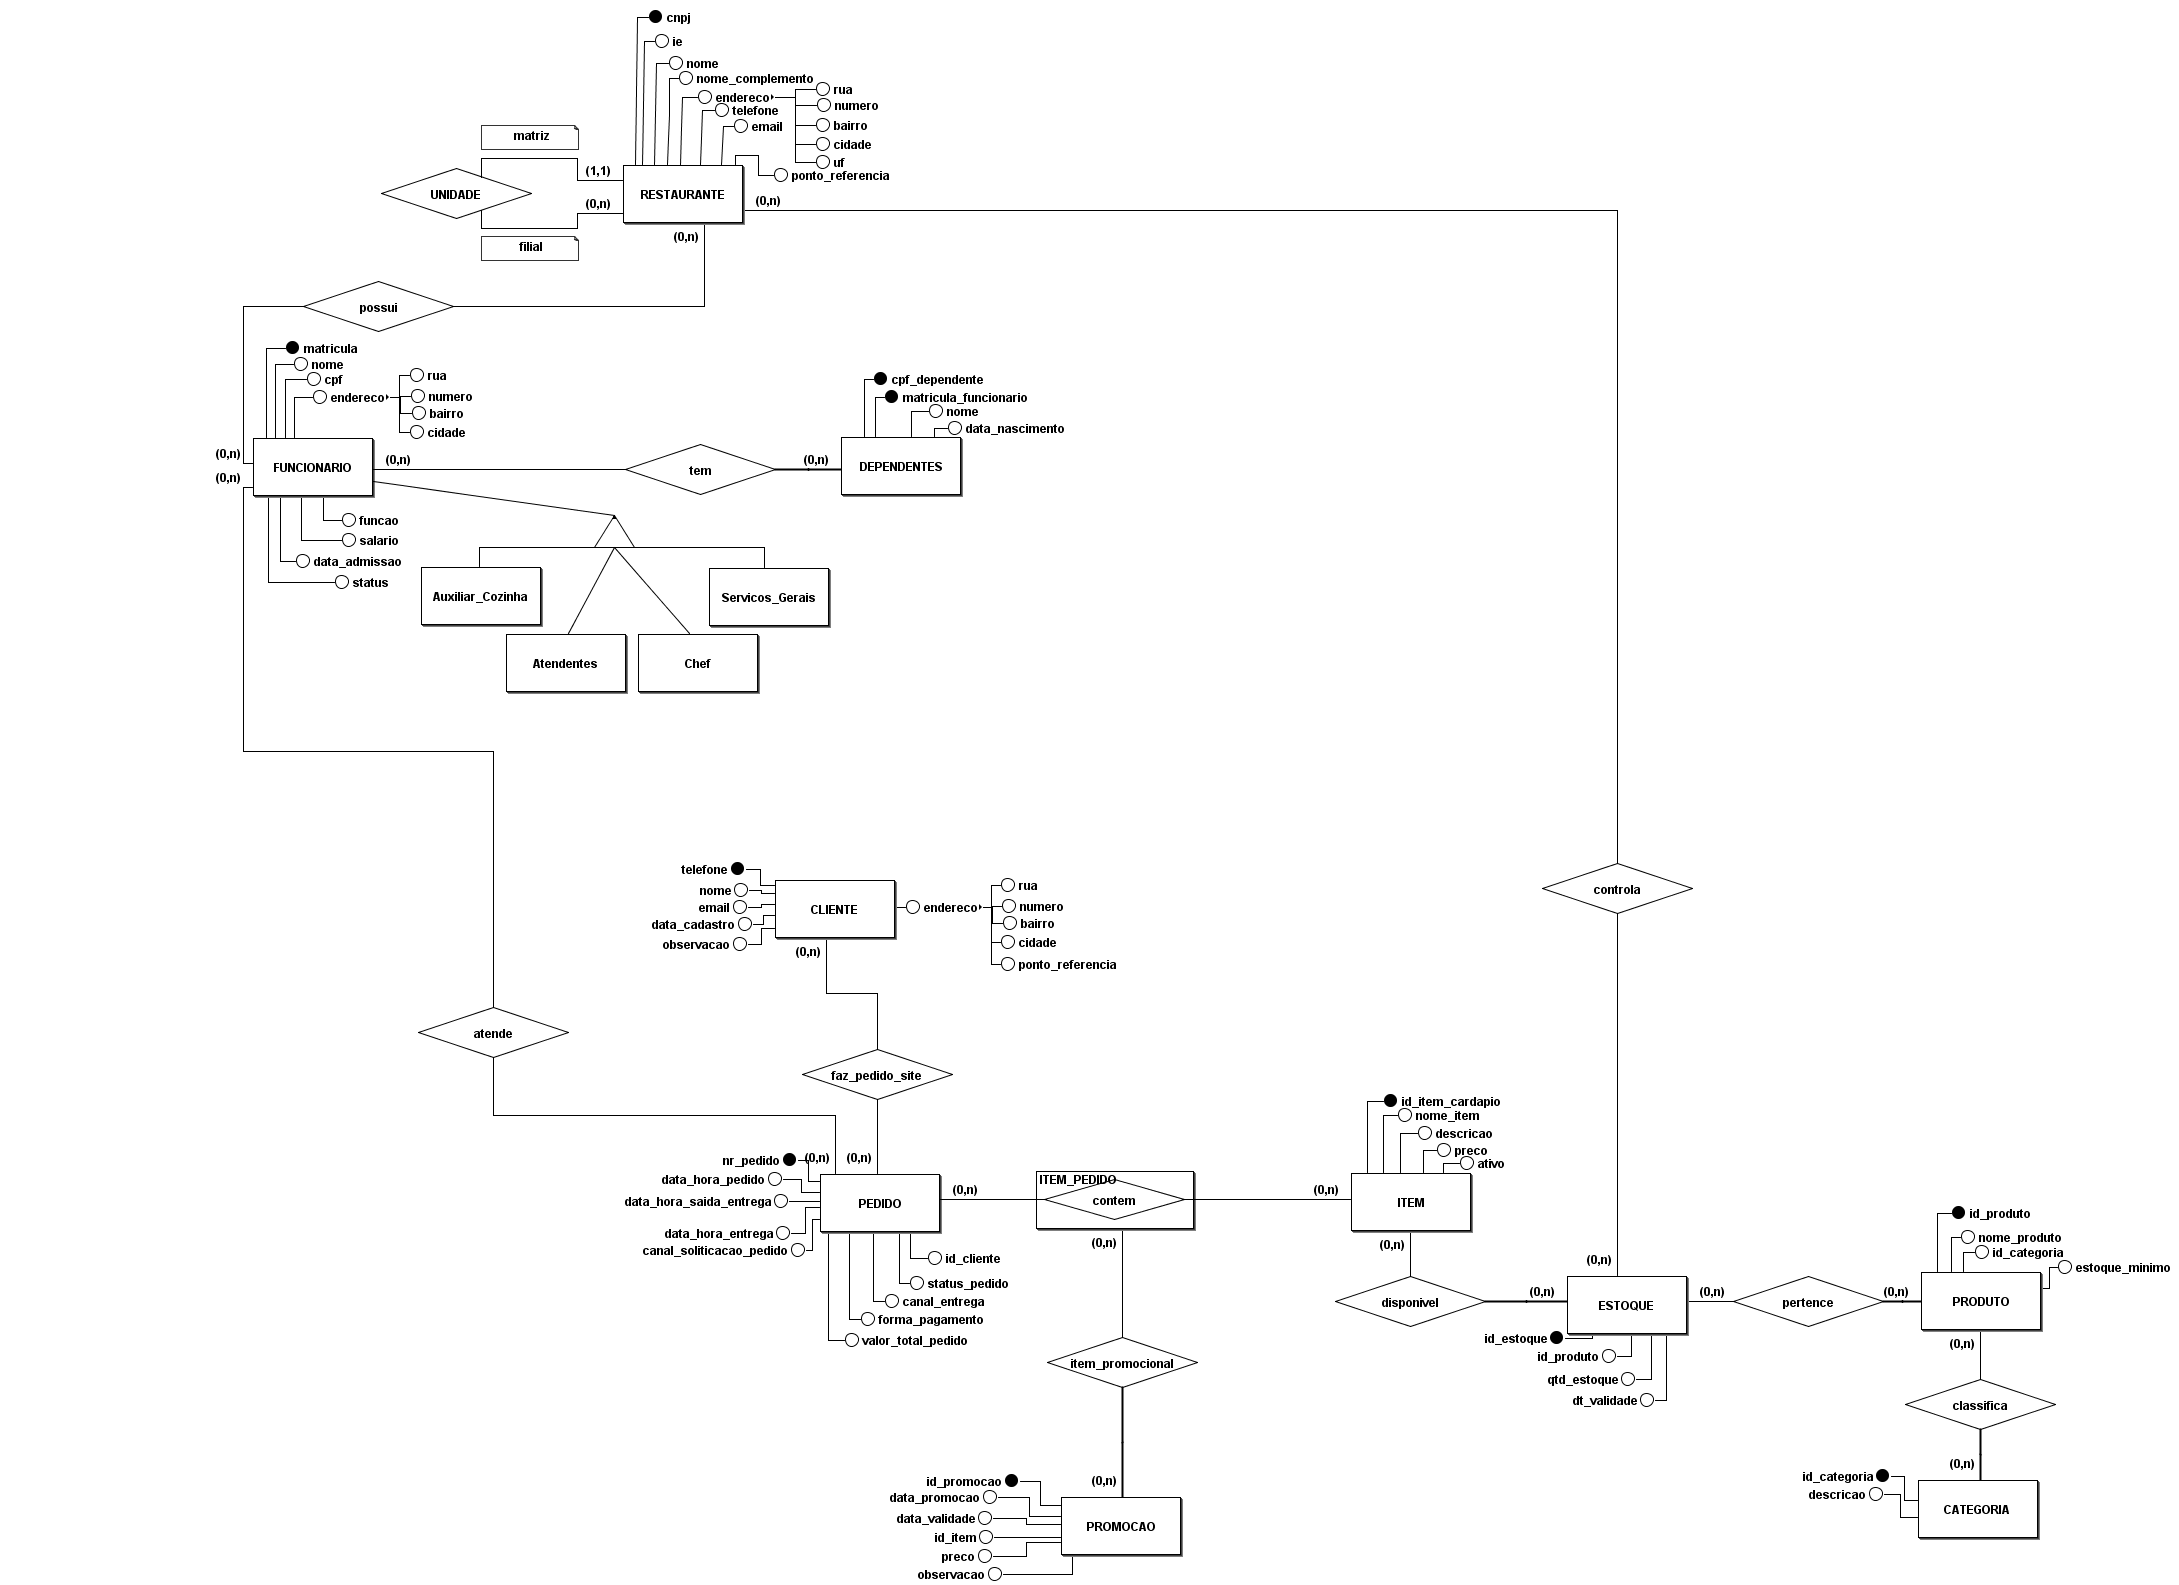 cnpj
ie
nome
nome_complemento
endereco
rua
numero
bairro
cidade
uf
telefone
email
ponto_referencia
matriz
(1,1)
UNIDADE
RESTAURANTE
(0,n)
(0,n)
filial
(0,n)
possui
matricula
nome
cpf
endereco
rua
numero
bairro
cidade
cpf_dependente
matricula_funcionario
nome
data_nascimento
(0,n)
(0,n)
FUNCIONARIO
(0,n)
tem
(0,n)
DEPENDENTES
funcao
salario
data_admissao
status
Auxiliar_Cozinha
Servicos_Gerais
Atendentes
Chef
telefone
nome
email
data_cadastro
observacao
CLIENTE
endereco
rua
numero
bairro
cidade
ponto_referencia
(0,n)
controla
atende
faz_pedido_site
nr_pedido
(0,n)
(0,n)
data_hora_pedido
data_hora_saida_entrega
data_hora_entrega
canal_soliticacao_pedido
PEDIDO
(0,n)
ITEM_PEDIDO
contem
(0,n)
id_item_cardapio
nome_item
descricao
preco
ativo
ITEM
id_cliente
status_pedido
canal_entrega
forma_pagamento
valor_total_pedido
(0,n)
item_promocional
(0,n)
(0,n)
disponivel
(0,n)
(0,n)
ESTOQUE
(0,n)
pertence
(0,n)
id_produto
nome_produto
id_categoria
estoque_minimo
PRODUTO
id_estoque
id_produto
qtd_estoque
dt_validade
(0,n)
classifica
(0,n)
id_categoria
descricao
CATEGORIA
id_promocao
data_promocao
data_validade
id_item
preco
observacao
PROMOCAO